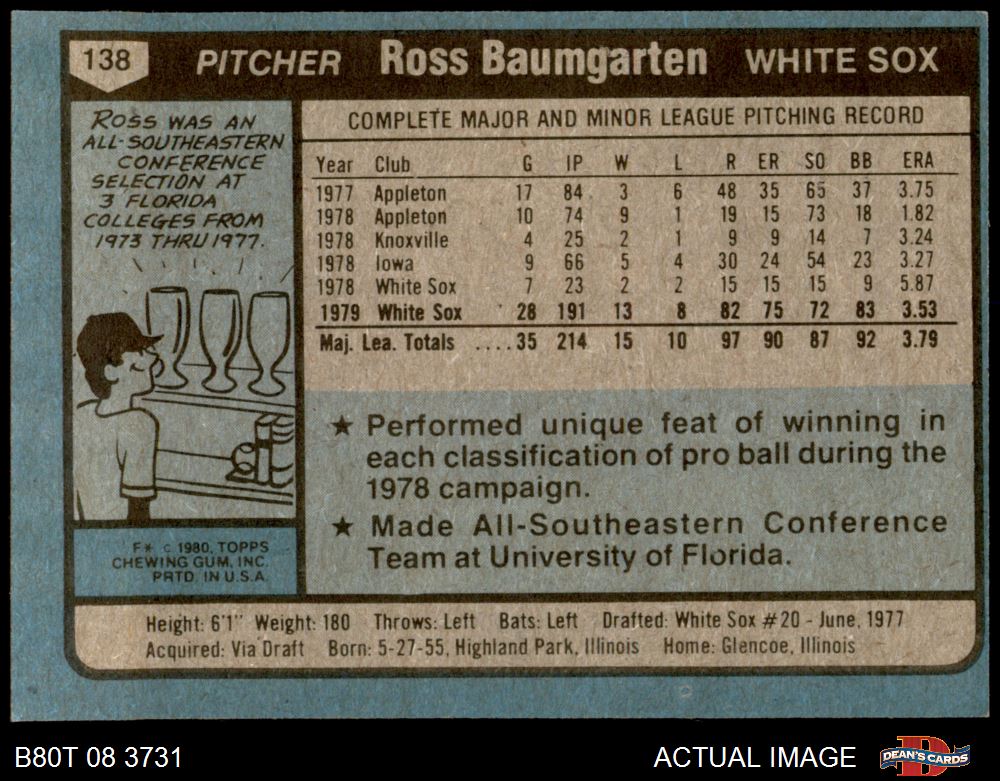 138 PITCHER Ross Baumgarten WHITE SOX
ROSS WAS AN
ALL-SOUTHEASTERN
CONFERENCE
SELECTION AT
3 FLORIDA
COLLEGES FROM
1973 THRU 1977.
COMPLETE MAJOR AND MINOR LEAGUE PITCHING RECORD
Year Club G IP W L R ER SO BB ERA
1977 Appleton 17 84 3 6 48 35 65 37 3.75
1978 Appleton 10 74 9 1 19 15 73 18 1.82
1978 Knoxville 4 25 2 1 9 9 14 7 3.24
1978 Iowa 9 66 5 4 30 24 54 23 3.27
1978 White Sox 7 23 2 2 15 15 15 9 5.87
1979 White Sox 28 191 13 8 82 75 72 83 3.53
Maj. Lea. Totals ....35 214 15 10 97 90 87 92 3.79
★ Performed unique feat of winning in
each classification of pro ball during the
1978 campaign.
★ Made All-Southeastern Conference
Team at University of Florida.
F* © 1980, TOPPS
CHEWING GUM, INC.
PRTD. IN U.S.A.
Height: 6'1" Weight: 180 Throws: Left Bats: Left Drafted: White Sox #20 - June, 1977
Acquired: Via Draft Born: 5-27-55, Highland Park, Illinois Home: Glencoe, Illinois
B80T 08 3731 ACTUAL IMAGE DEAN'S CARDS